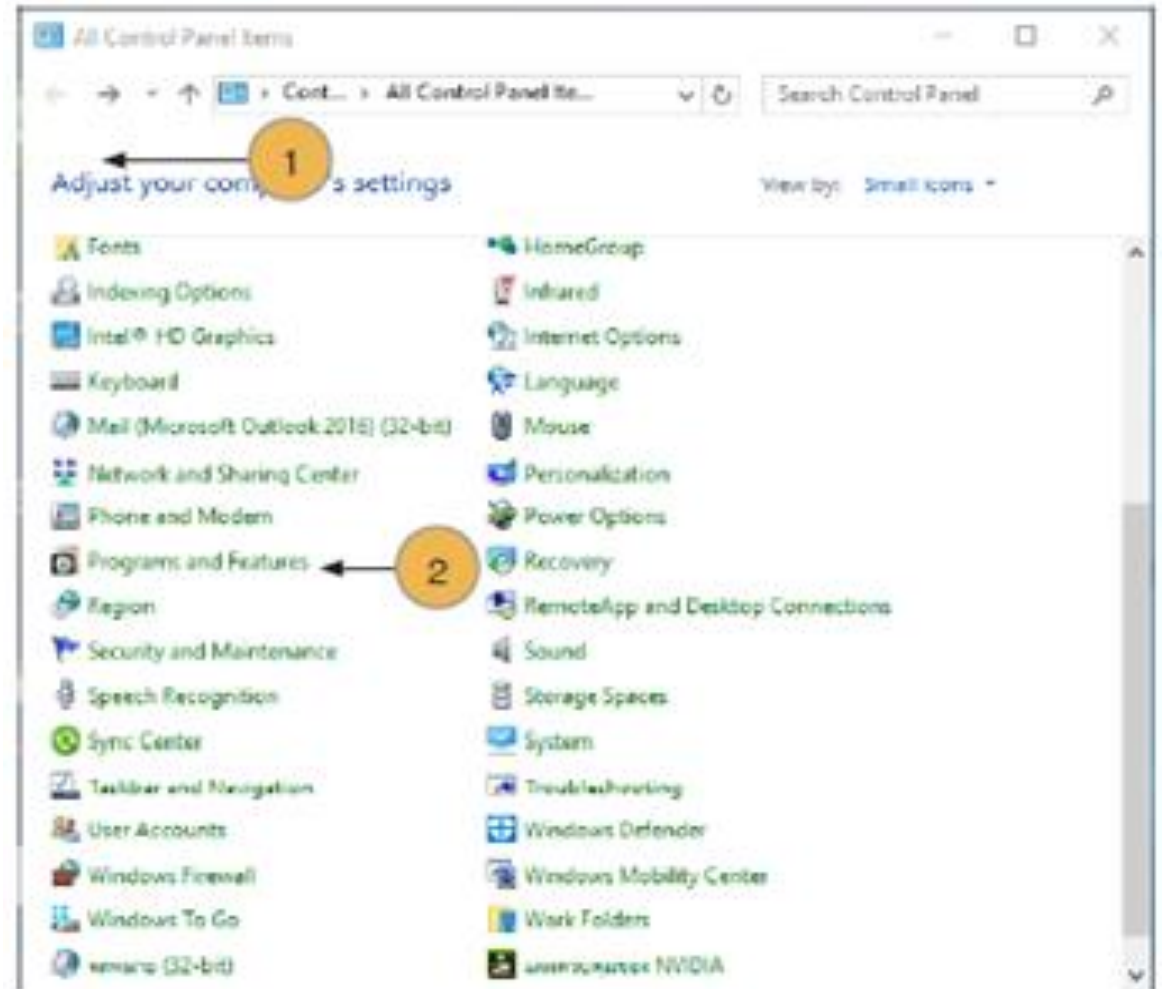 All Control Panel Items
Cont... › All Control Panel Ite...
Search Control Panel
1
Adjust your comp 's settings
View by: Small icons
Fonts
HomeGroup
Indexing Options
Infrared
Intel® HD Graphics
Internet Options
Keyboard
Language
Mail (Microsoft Outlook 2016) (32-bit)
Mouse
Network and Sharing Center
Personalization
Phone and Modem
Power Options
Programs and Features
2
Recovery
Region
RemoteApp and Desktop Connections
Security and Maintenance
Sound
Speech Recognition
Storage Spaces
Sync Center
System
Taskbar and Navigation
Troubleshooting
User Accounts
Windows Defender
Windows Firewall
Windows Mobility Center
Windows To Go
Work Folders
(32-bit)
NVIDIA